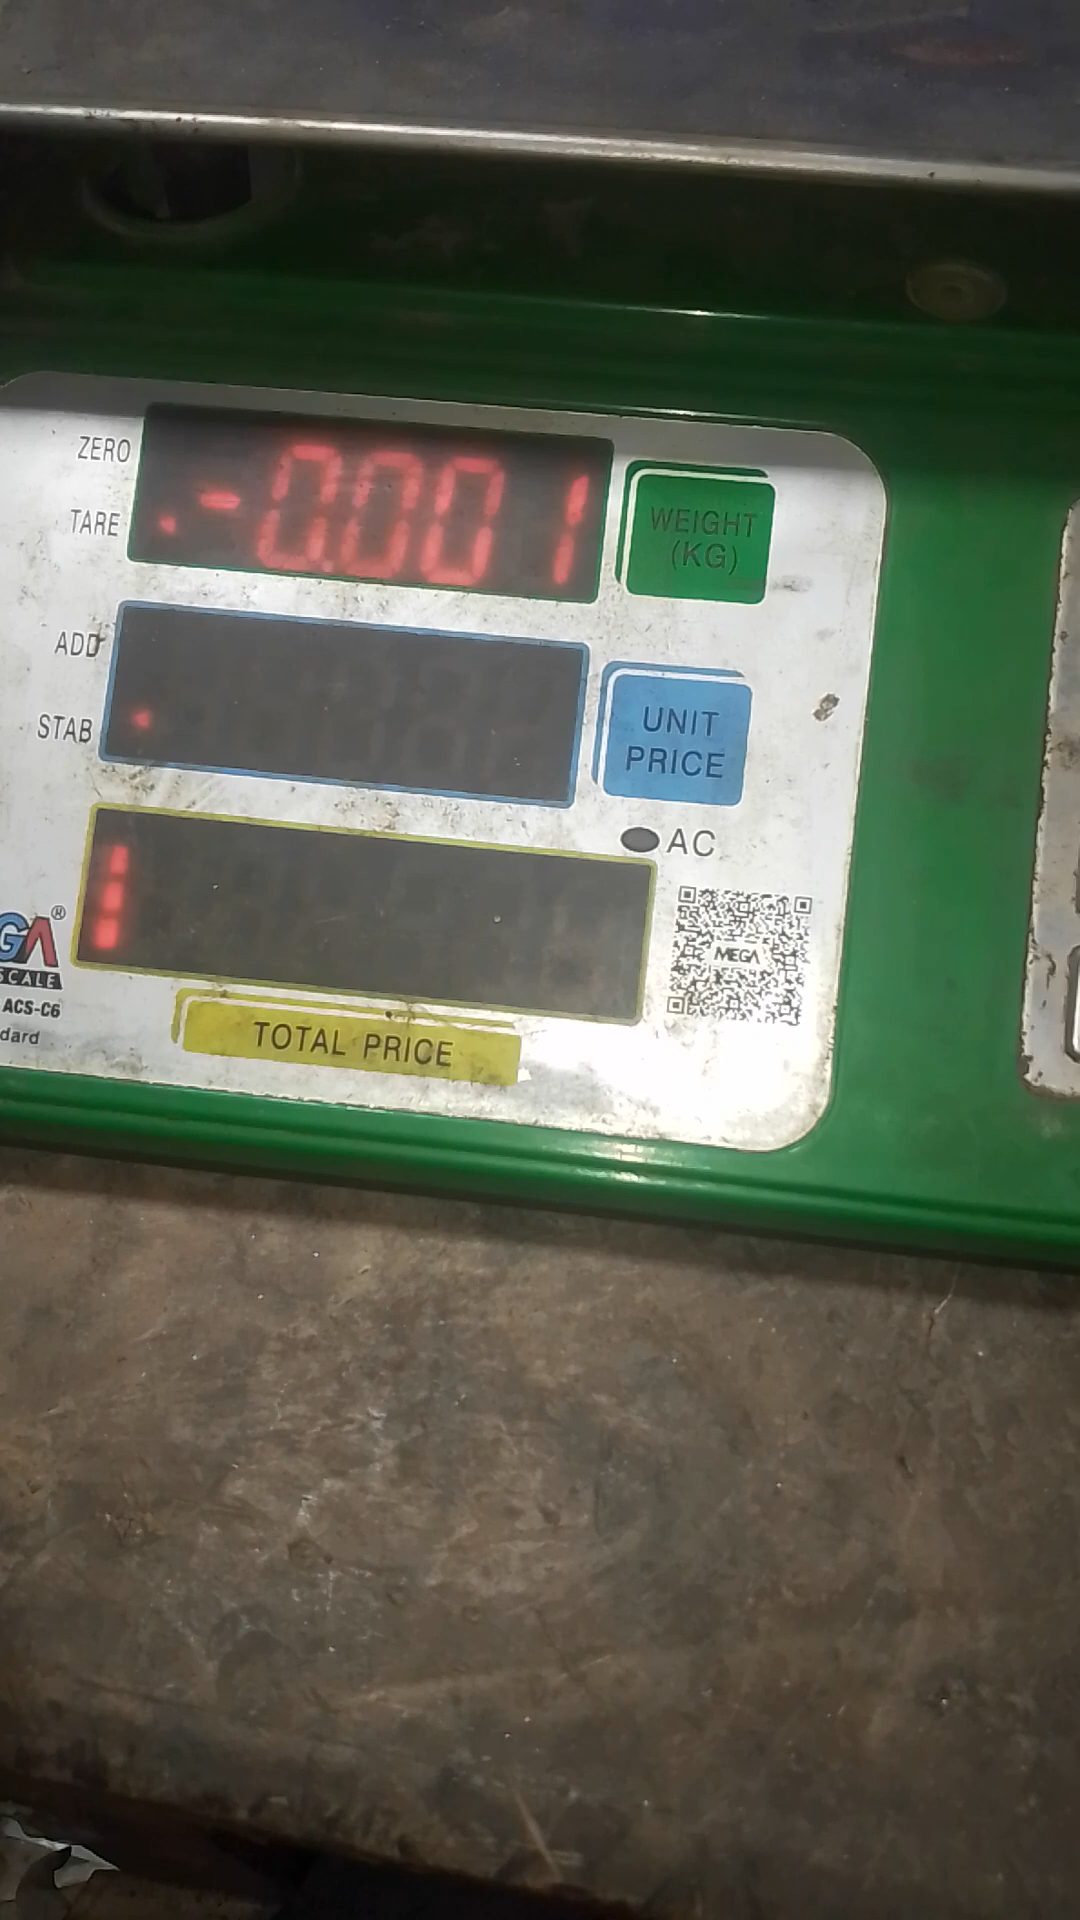 ZERO
-0.001
TARE
WEIGHT
(KG)
ADD
STAB
UNIT
PRICE
AC
GA®
SCALE
ACS-C6
dard
MEGA
TOTAL PRICE